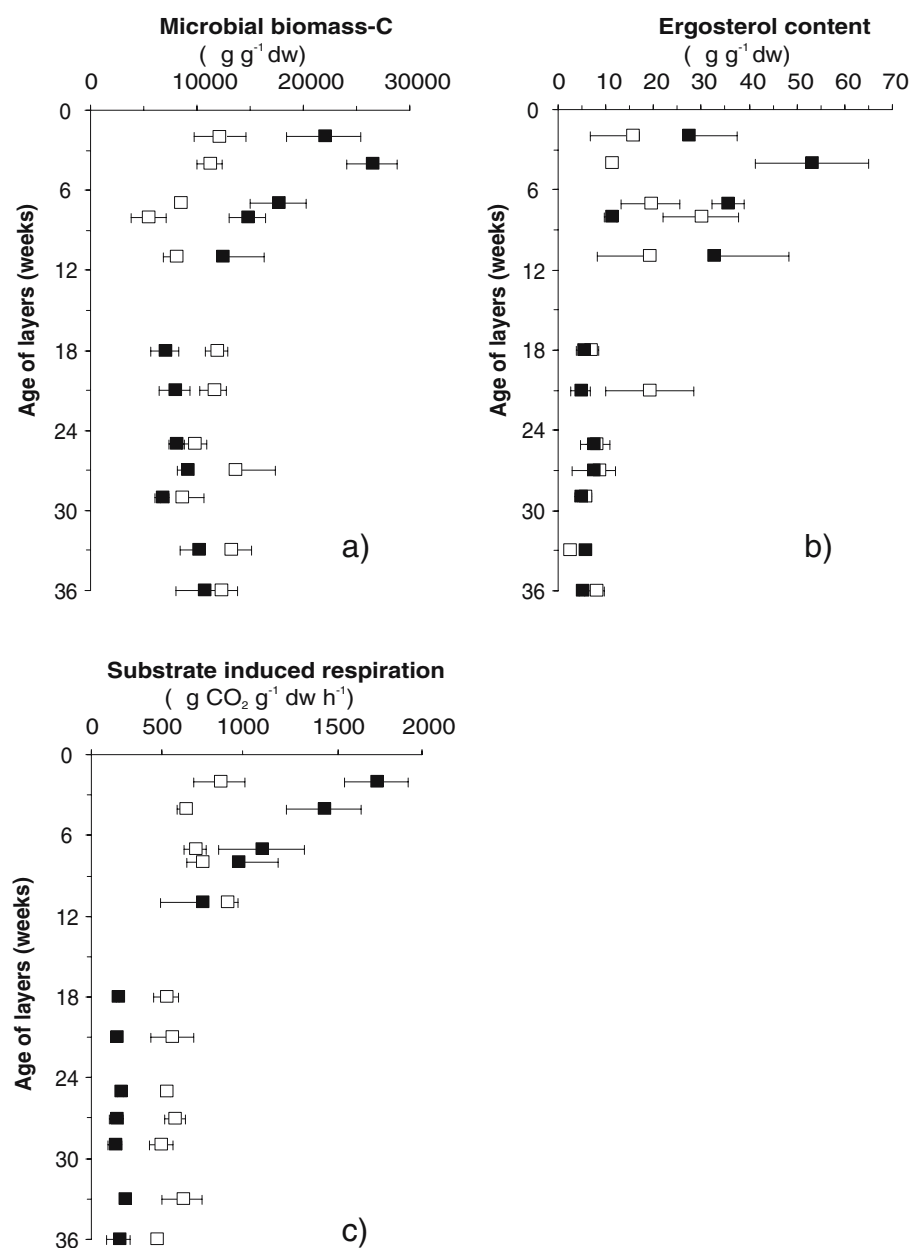 Microbial biomass-C
( g g⁻¹ dw)
0 10000 20000 30000
0
6
12
18
24
30
36
Age of layers (weeks)
a)
Ergosterol content
( g g⁻¹ dw)
0 10 20 30 40 50 60 70
0
6
12
18
24
30
36
Age of layers (weeks)
b)
Substrate induced respiration
( g CO₂ g⁻¹ dw h⁻¹)
0 500 1000 1500 2000
0
6
12
18
24
30
36
Age of layers (weeks)
c)